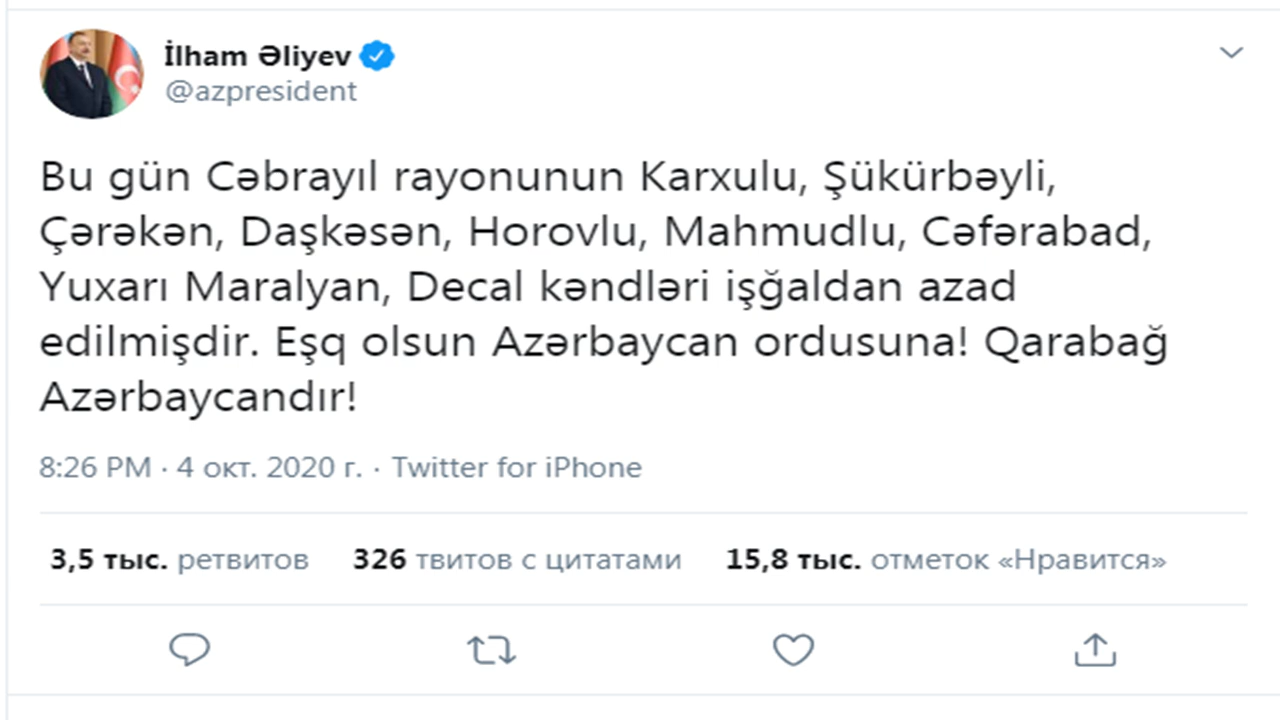 İlham Əliyev
@azpresident
Bu gün Cəbrayıl rayonunun Karxulu, Şükürbəyli,
Çərəkən, Daşkəsən, Horovlu, Mahmudlu, Cəfərabad,
Yuxarı Maralyan, Decal kəndləri işğaldan azad
edilmişdir. Eşq olsun Azərbaycan ordusuna! Qarabağ
Azərbaycandır!
8:26 PM · 4 окт. 2020 г. · Twitter for iPhone
3,5 тыс. ретвитов 326 твитов с цитатами 15,8 тыс. отметок «Нравится»